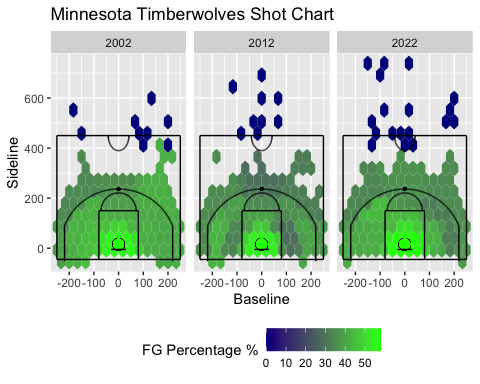 Minnesota Timberwolves Shot Chart
2002 2012 2022
600
400
200
0
Sideline
-200 -100 0 100 200 -200 -100 0 100 200 -200 -100 0 100 200
Baseline
FG Percentage %
0 10 20 30 40 50